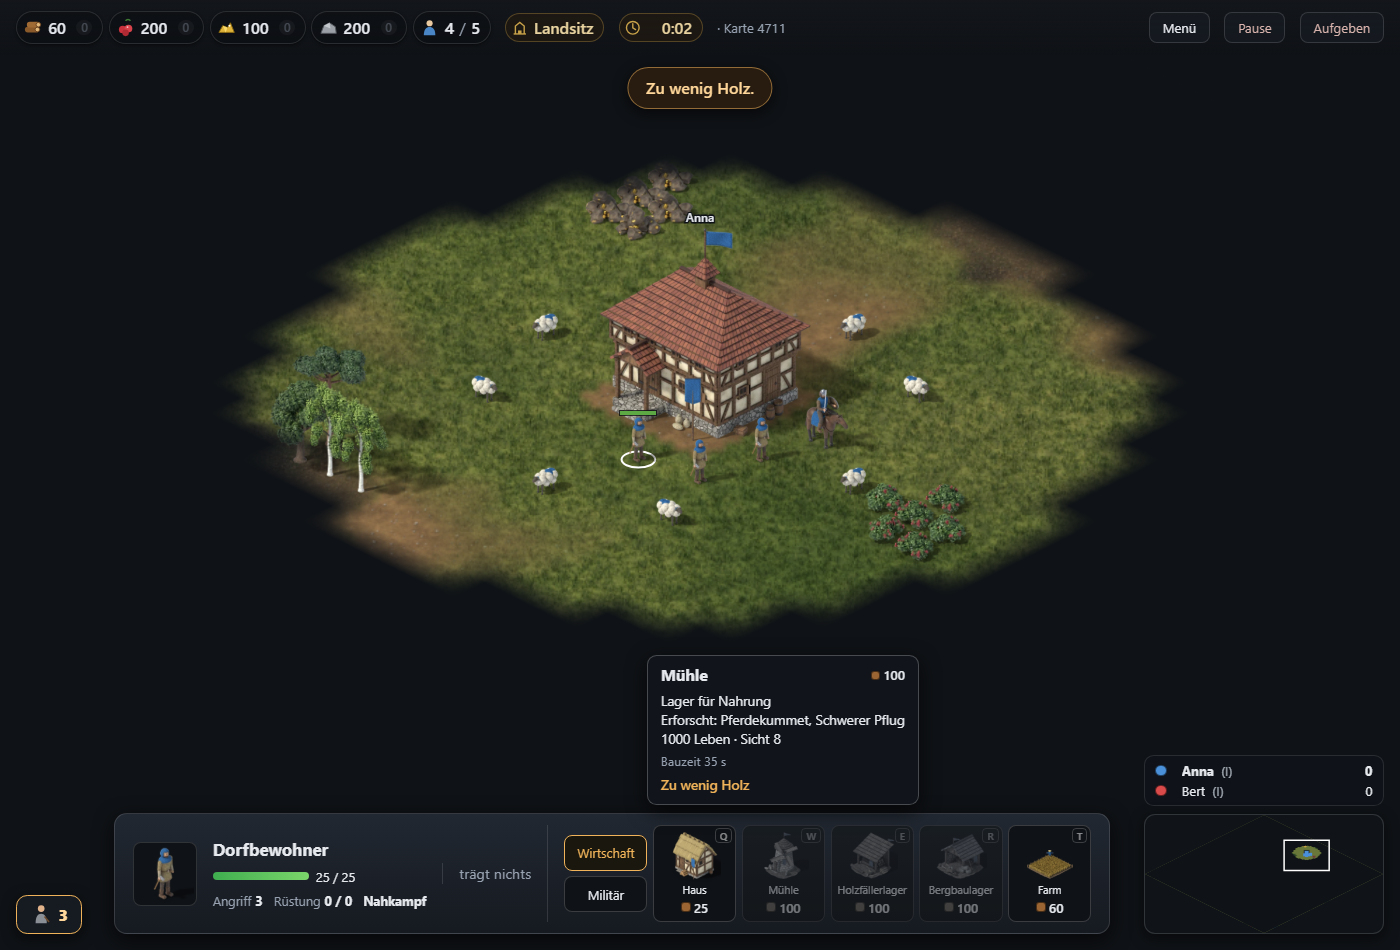 60 0 200 0 100 0 200 0 4 / 5 Landsitz 0:02 · Karte 4711 Menü Pause Aufgeben
Zu wenig Holz.
Anna
Mühle 100
Lager für Nahrung
Erforscht: Pferdekummet, Schwerer Pflug
1000 Leben · Sicht 8
Bauzeit 35 s
Zu wenig Holz
Anna (I) 0
Bert (I) 0
3
Dorfbewohner
25 / 25
Angriff 3 Rüstung 0 / 0 Nahkampf
trägt nichts
Wirtschaft
Militär
Q
Haus
25
W
Mühle
100
E
Holzfällerlager
100
R
Bergbaulager
100
T
Farm
60